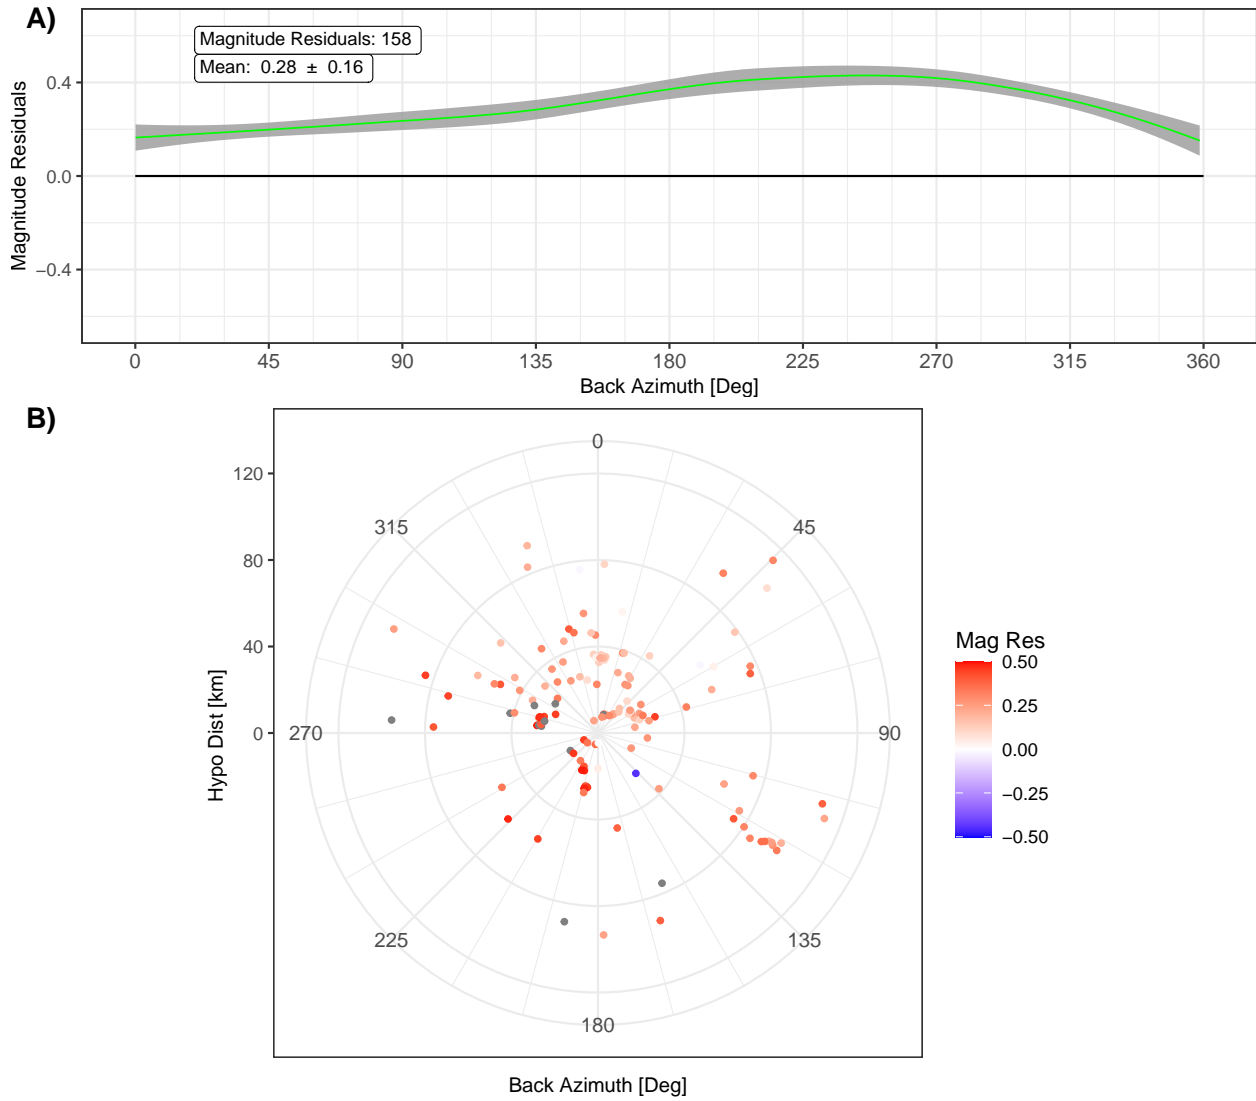 A)
Magnitude Residuals: 158
Mean: 0.28 ± 0.16
Magnitude Residuals
0.4
0.0
−0.4
0 45 90 135 180 225 270 315 360
Back Azimuth [Deg]
B)
Hypo Dist [km]
120
80
40
0
0
45
90
135
180
225
270
315
Back Azimuth [Deg]
Mag Res
0.50
0.25
0.00
−0.25
−0.50